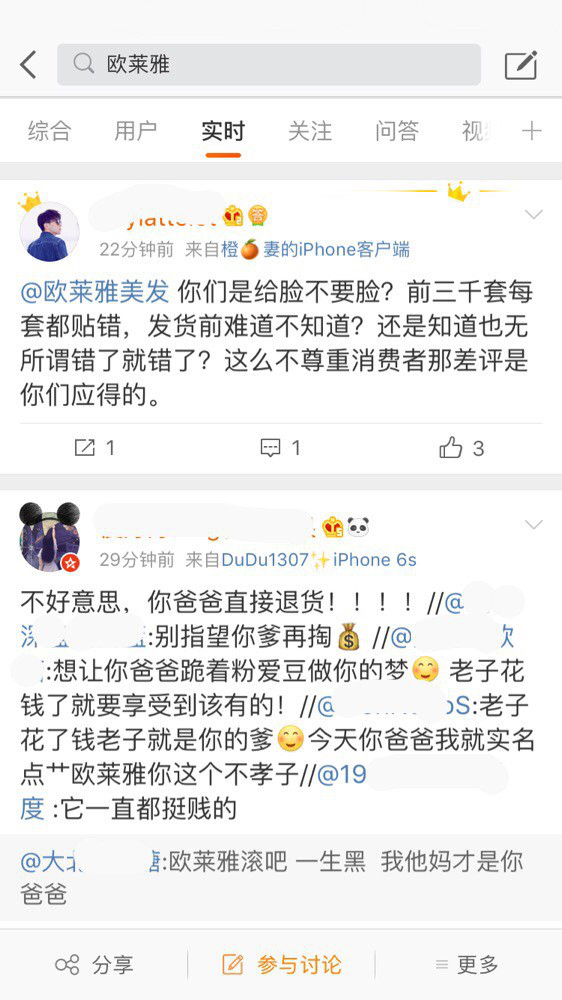 欧莱雅
综合 用户 实时 关注 问答
22分钟前 来自橙🍊妻的iPhone客户端
@欧莱雅美发 你们是给脸不要脸？前三千套每
套都贴错，发货前难道不知道？还是知道也无
所谓错了就错了？这么不尊重消费者那差评是
你们应得的。
1 1 3
29分钟前 来自DuDu1307✨iPhone 6s
不好意思，你爸爸直接退货！！！！//@
:别指望你爹再掏💰 //@
:想让你爸爸跪着粉爱豆做你的梦😊 老子花
钱了就要享受到该有的！//@ :老子
花了钱老子就是你的爹😊今天你爸爸我就实名
点艹欧莱雅你这个不孝子//@19
度 :它一直都挺贱的
@大 :欧莱雅滚吧 一生黑 我他妈才是你
爸爸
分享 参与讨论 更多